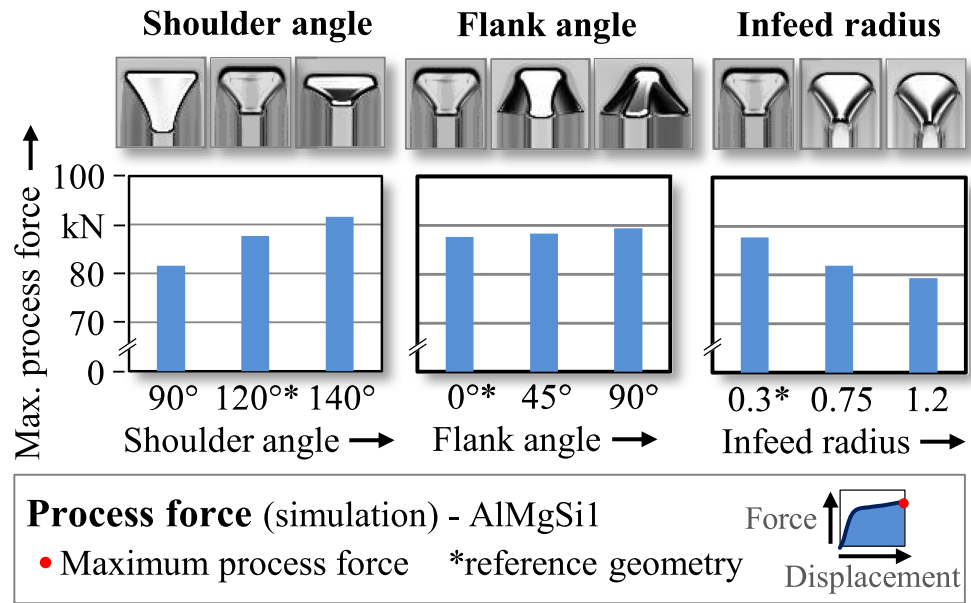 Shoulder angle
Flank angle
Infeed radius
Max. process force
100
kN
80
70
0
90° 120°* 140°
Shoulder angle
0°* 45° 90°
Flank angle
0.3* 0.75 1.2
Infeed radius
Process force (simulation) - AlMgSi1
Maximum process force *reference geometry
Force
Displacement